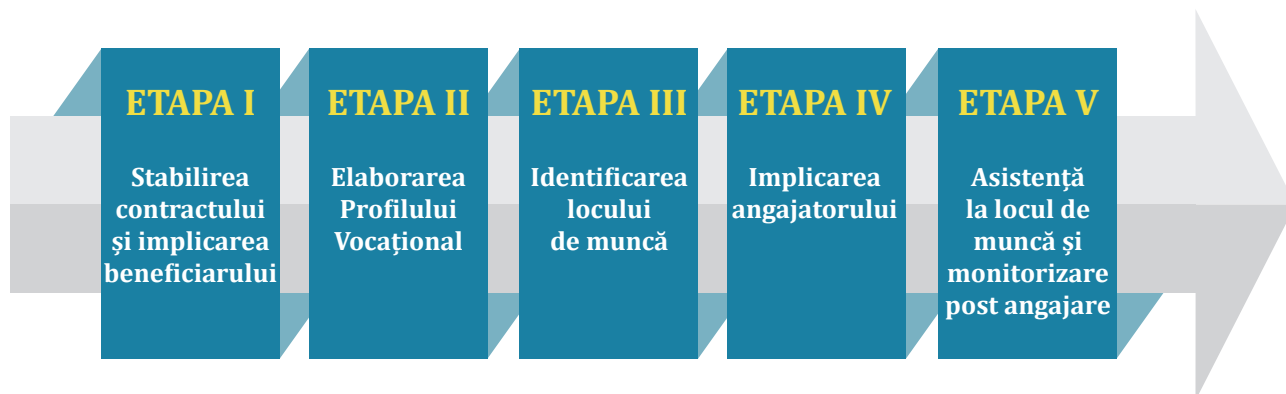 ETAPA I
Stabilirea
contractului
și implicarea
beneficiarului
ETAPA II
Elaborarea
Profilului
Vocațional
ETAPA III
Identificarea
locului
de muncă
ETAPA IV
Implicarea
angajatorului
ETAPA V
Asistență
la locul de
muncă și
monitorizare
post angajare